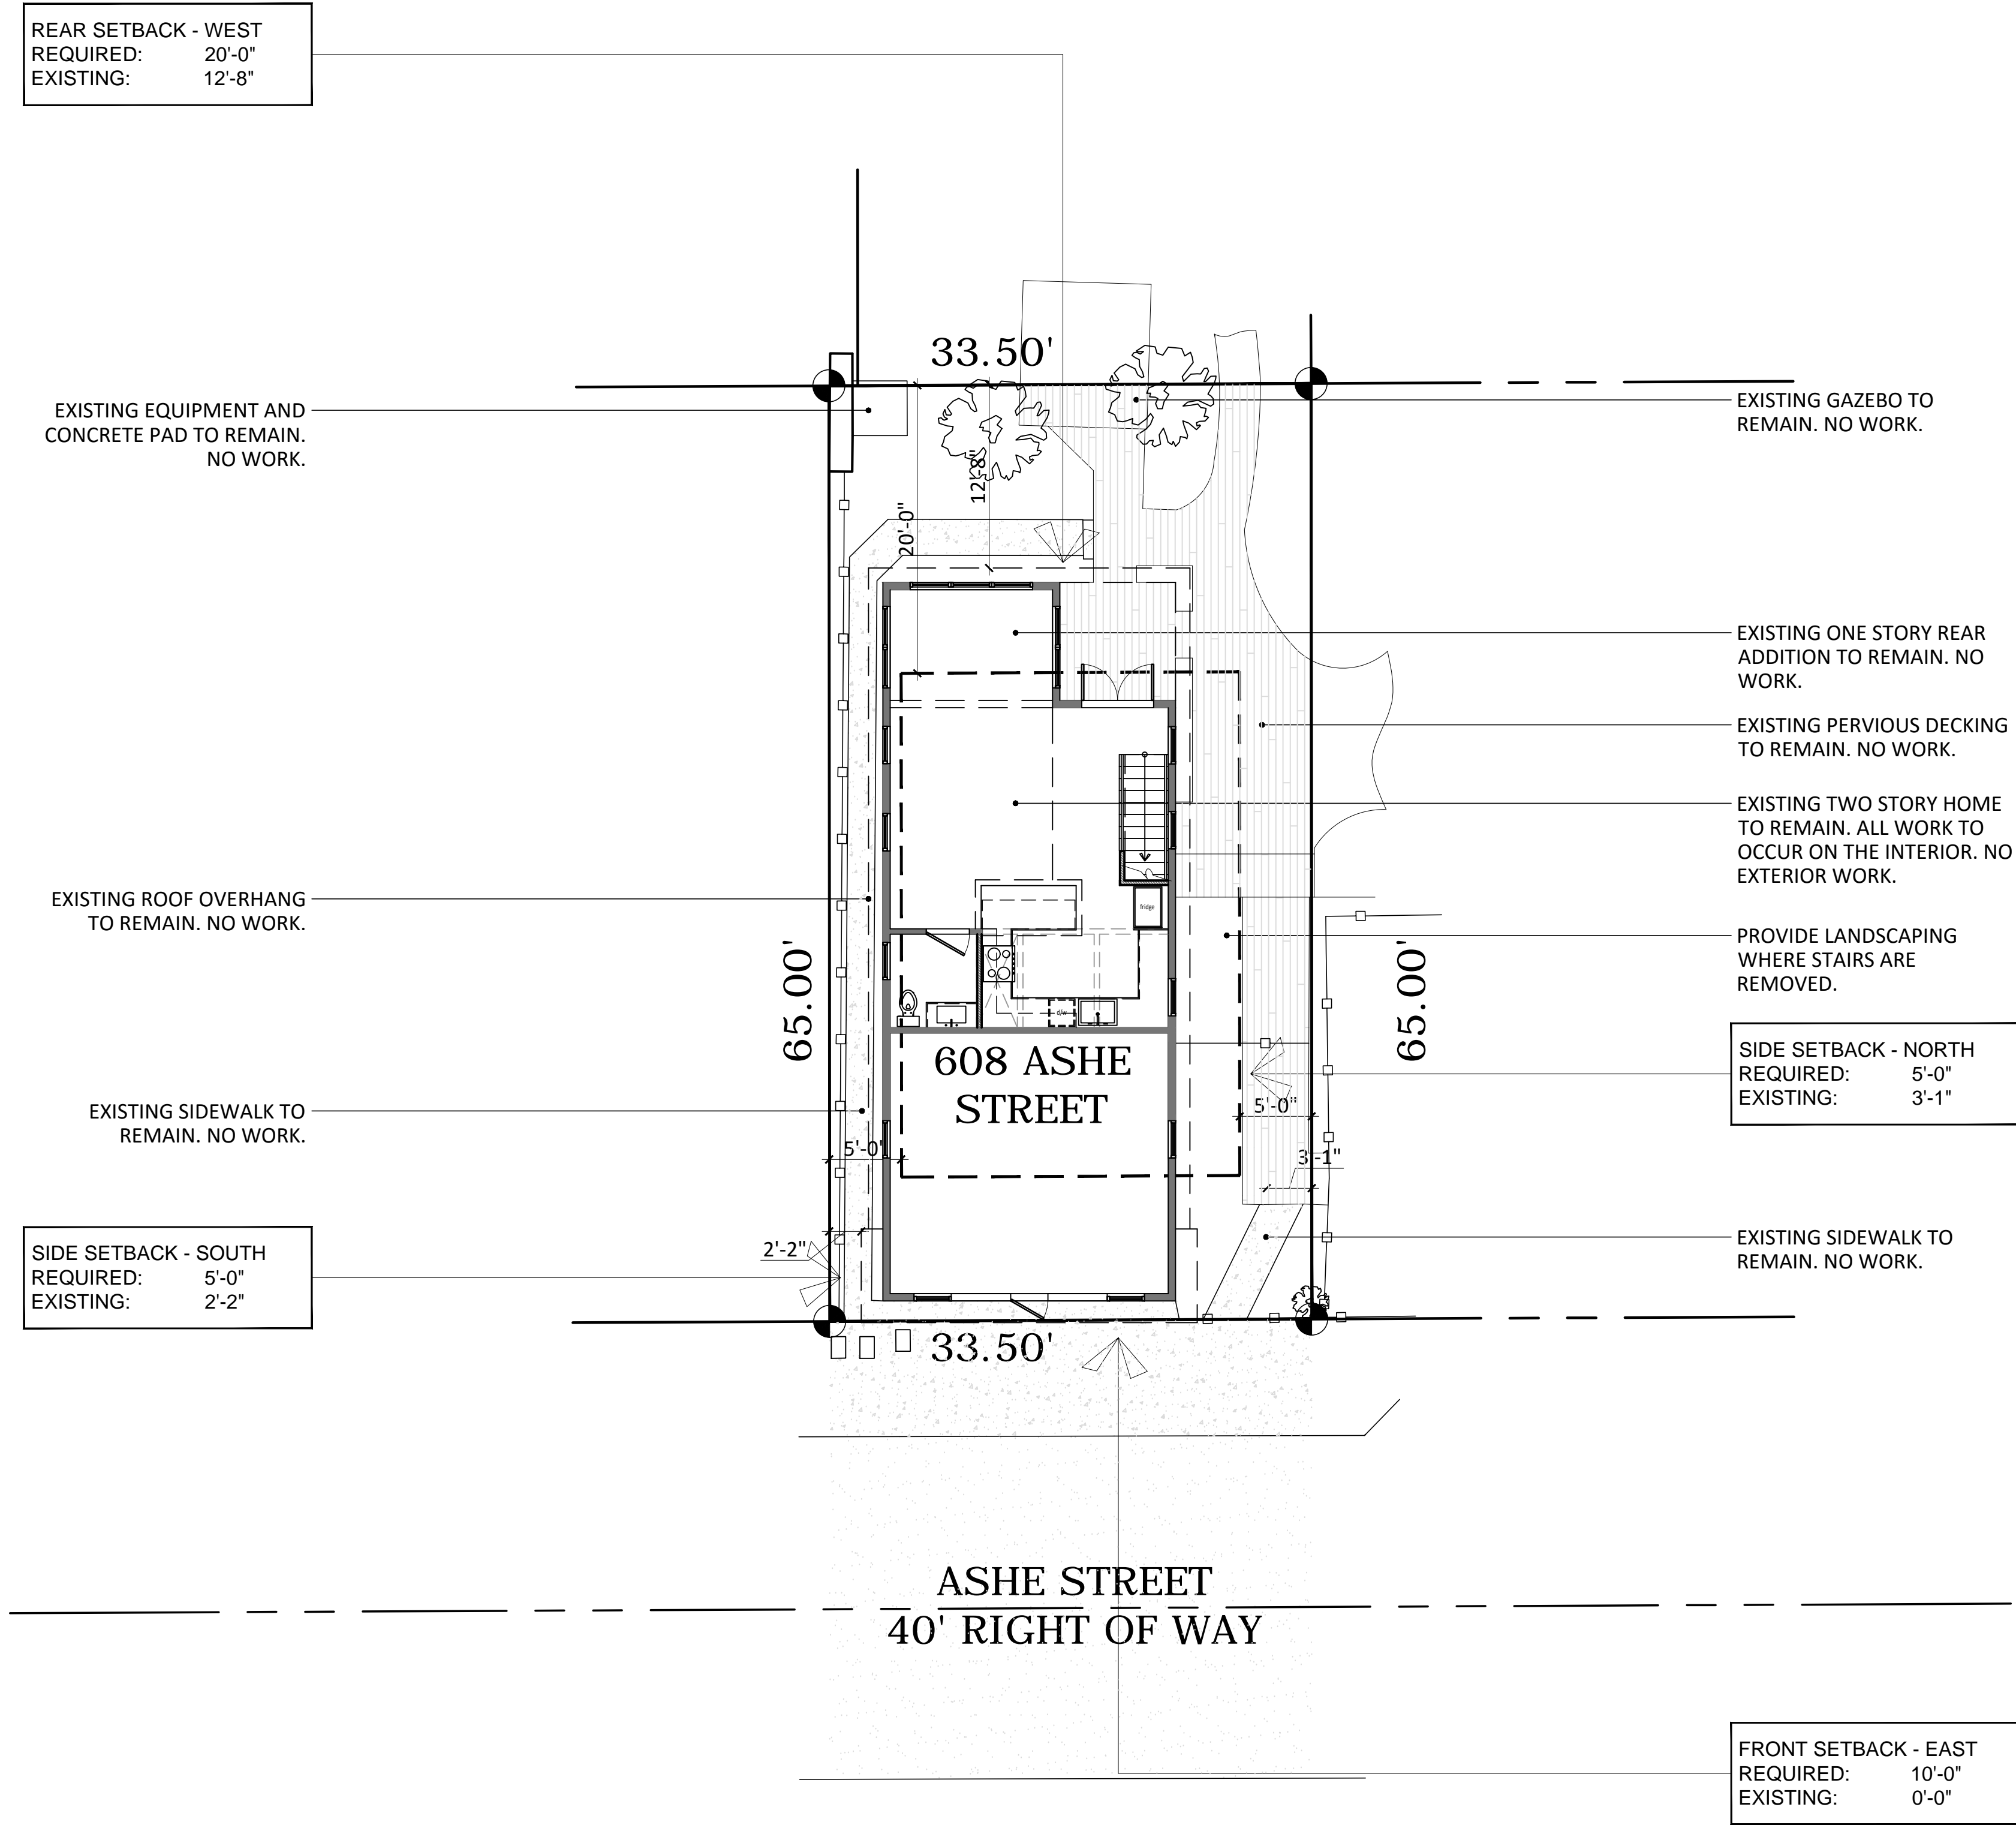 REAR SETBACK - WEST
REQUIRED: 20'-0"
EXISTING: 12'-8"
33.50'
EXISTING EQUIPMENT AND
CONCRETE PAD TO REMAIN.
NO WORK.
EXISTING GAZEBO TO
REMAIN. NO WORK.
12'-8"
20'-0"
EXISTING ONE STORY REAR
ADDITION TO REMAIN. NO
WORK.
EXISTING PERVIOUS DECKING
TO REMAIN. NO WORK.
EXISTING TWO STORY HOME
TO REMAIN. ALL WORK TO
OCCUR ON THE INTERIOR. NO
EXTERIOR WORK.
EXISTING ROOF OVERHANG
TO REMAIN. NO WORK.
fridge
PROVIDE LANDSCAPING
WHERE STAIRS ARE
REMOVED.
65.00'
65.00'
d/w
608 ASHE
STREET
SIDE SETBACK - NORTH
REQUIRED: 5'-0"
EXISTING: 3'-1"
EXISTING SIDEWALK TO
REMAIN. NO WORK.
5'-0"
5'-0"
3'-1"
2'-2"
SIDE SETBACK - SOUTH
REQUIRED: 5'-0"
EXISTING: 2'-2"
EXISTING SIDEWALK TO
REMAIN. NO WORK.
33.50'
ASHE STREET
40' RIGHT OF WAY
FRONT SETBACK - EAST
REQUIRED: 10'-0"
EXISTING: 0'-0"